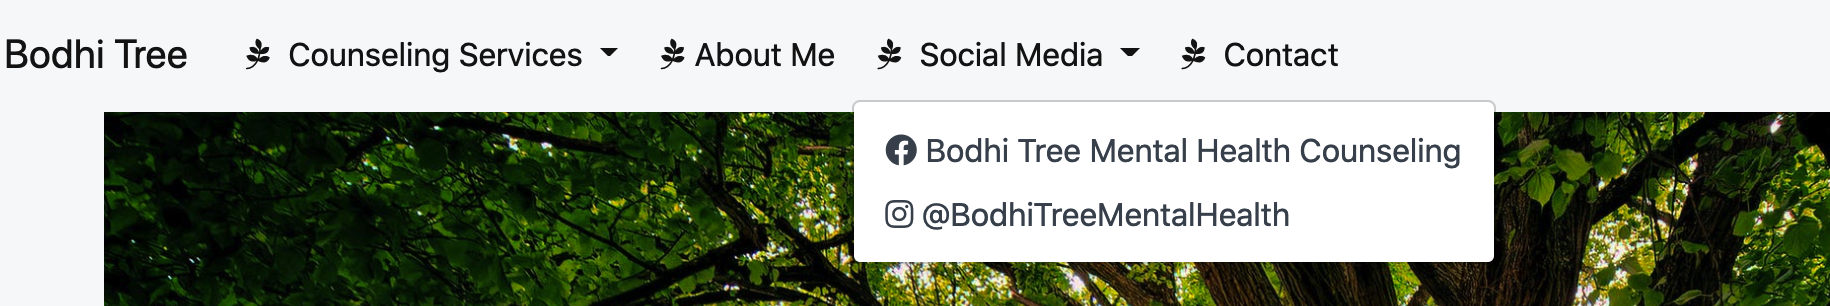 Bodhi Tree Counseling Services About Me Social Media Contact
Bodhi Tree Mental Health Counseling
@BodhiTreeMentalHealth